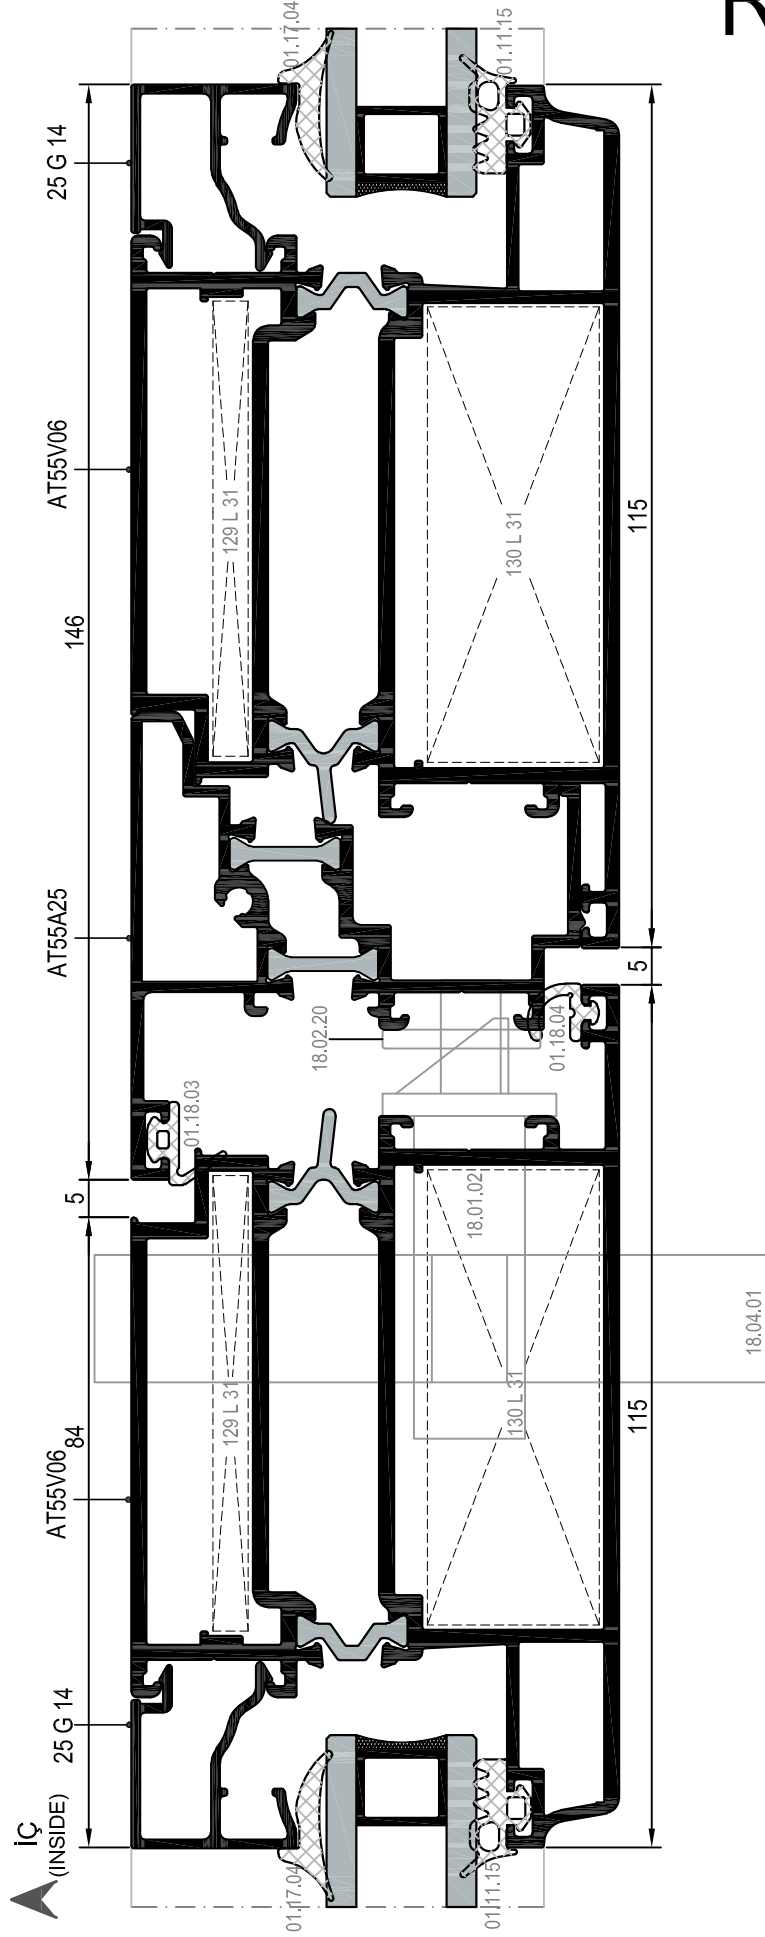 R
01.17.04
01.11.15
25 G 14
AT55V06
129 L 31
130 L 31
146
115
AT55A25
5
18.02.20
01.18.04
01.18.03
5
18.01.02
18.04.01
129 L 31
130 L 31
84
AT55V06
115
25 G 14
İÇ
(INSIDE)
01.17.04
01.11.15